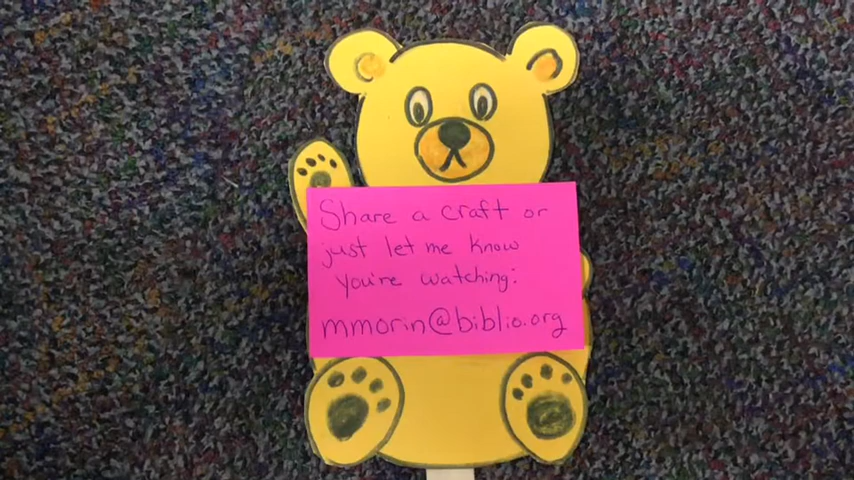 Share a craft or
just let me know
you're watching:
mmorin@biblio.org